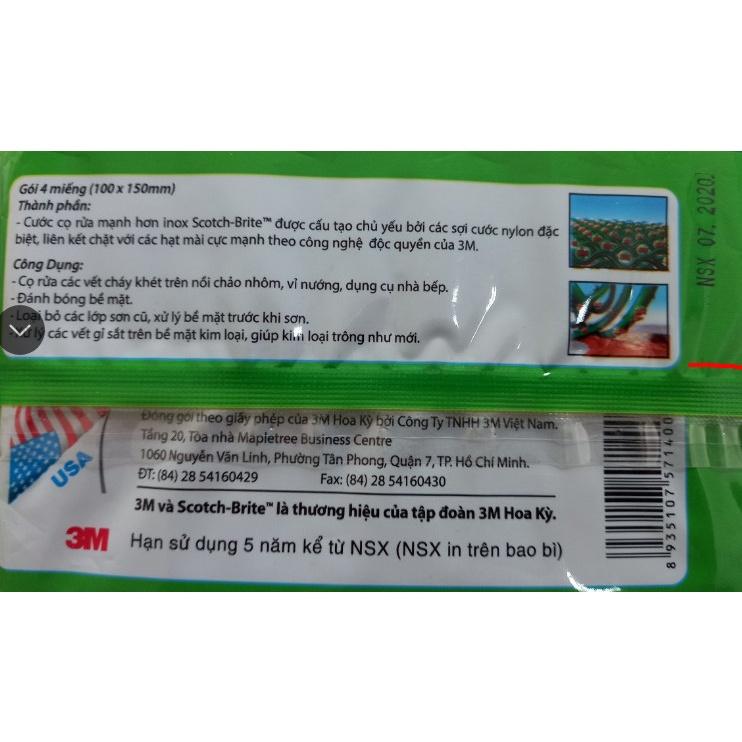 Gói 4 miếng (100 x 150mm)
Thành phần:
- Cước cọ rửa mạnh hơn inox Scotch-Brite™ được cấu tạo chủ yếu bởi các sợi cước nylon đặc
biệt, liên kết chặt với các hạt mài cực mạnh theo công nghệ độc quyền của 3M.
Công Dụng:
- Cọ rửa các vết cháy khét trên nồi chảo nhôm, vỉ nướng, dụng cụ nhà bếp.
- Đánh bóng bề mặt.
- Loại bỏ các lớp sơn cũ, xử lý bề mặt trước khi sơn.
lý các vết gỉ sắt trên bề mặt kim loại, giúp kim loại trông như mới.
NSX 07. 2020
USA
Đóng gói theo giấy phép của 3M Hoa Kỳ bởi Công Ty TNHH 3M Việt Nam.
Tầng 20, Tòa nhà Mapletree Business Centre
1060 Nguyễn Văn Linh, Phường Tân Phong, Quận 7, TP. Hồ Chí Minh.
ĐT: (84) 28 54160429 Fax: (84) 28 54160430
3M và Scotch-Brite™ là thương hiệu của tập đoàn 3M Hoa Kỳ.
3M Hạn sử dụng 5 năm kể từ NSX (NSX in trên bao bì)
8 935107 571400